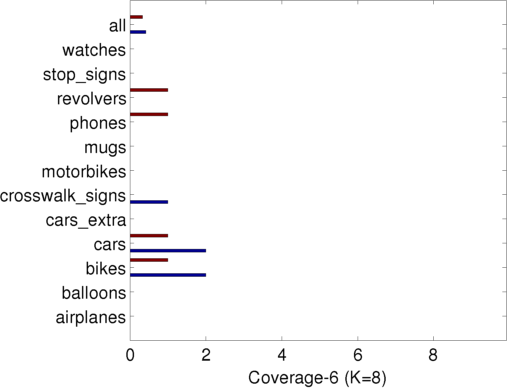 all
watches
stop_signs
revolvers
phones
mugs
motorbikes
crosswalk_signs
cars_extra
cars
bikes
balloons
airplanes
0 2 4 6 8
Coverage-6 (K=8)